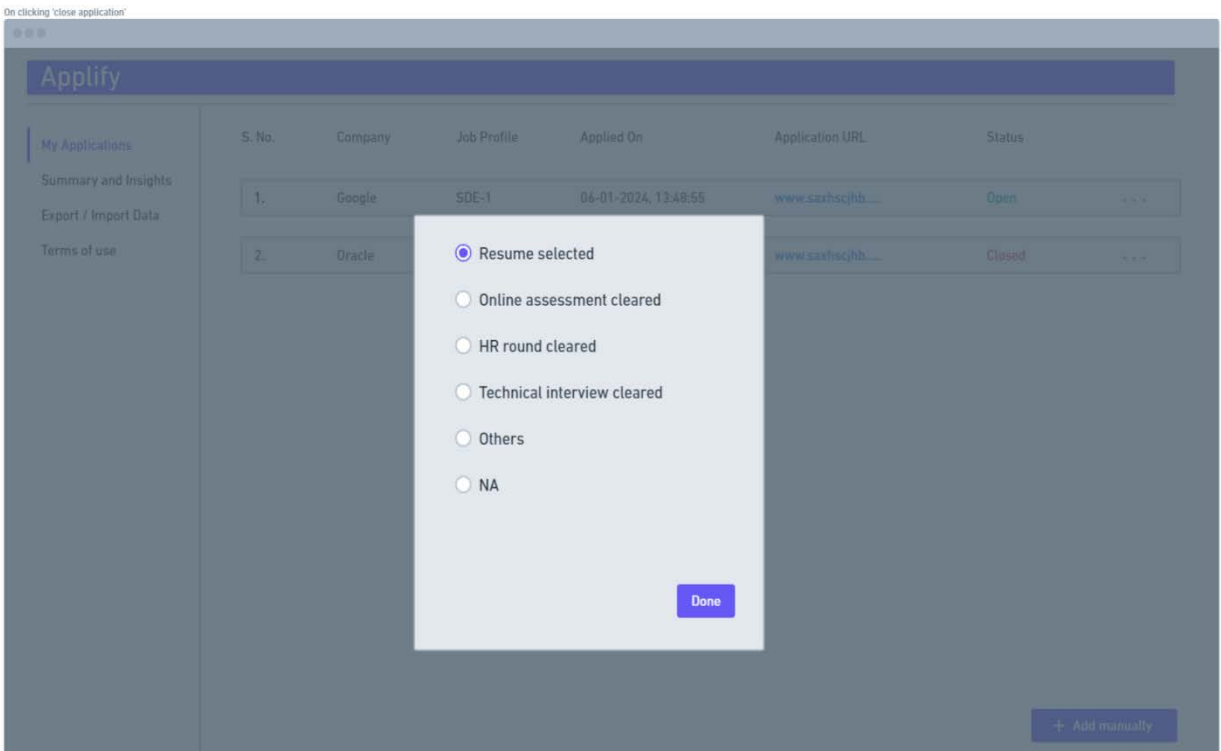 On clicking 'close application'
Applify
My Applications
Summary and Insights
Export / Import Data
Terms of use
S. No. Company Job Profile Applied On Application URL Status
1. Google SDE-1 06-01-2024, 13:48:55 www.saxhscjhb..... Open ...
2. Oracle www.saxhscjhb..... Closed ...
Resume selected
Online assessment cleared
HR round cleared
Technical interview cleared
Others
NA
Done
+ Add manually